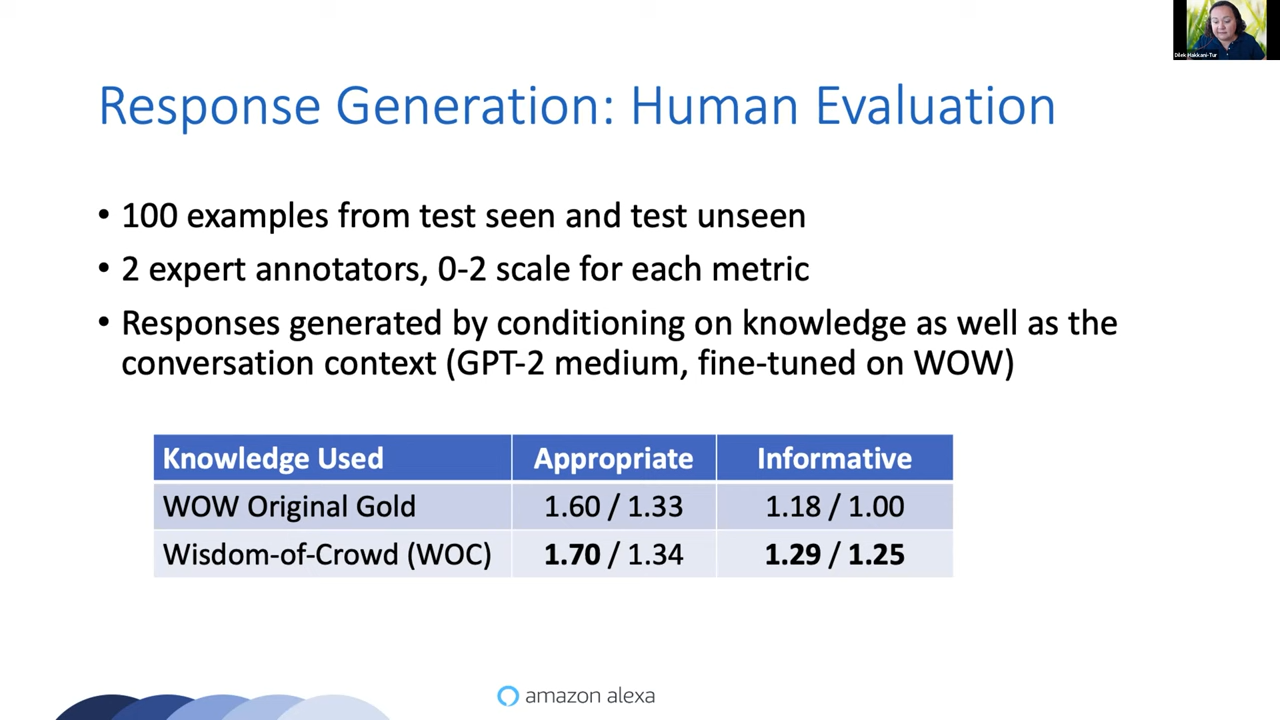 Dilek Hakkani-Tur
Response Generation: Human Evaluation
• 100 examples from test seen and test unseen
• 2 expert annotators, 0-2 scale for each metric
• Responses generated by conditioning on knowledge as well as the
conversation context (GPT-2 medium, fine-tuned on WOW)
Knowledge Used Appropriate Informative
WOW Original Gold 1.60 / 1.33 1.18 / 1.00
Wisdom-of-Crowd (WOC) 1.70 / 1.34 1.29 / 1.25
amazon alexa